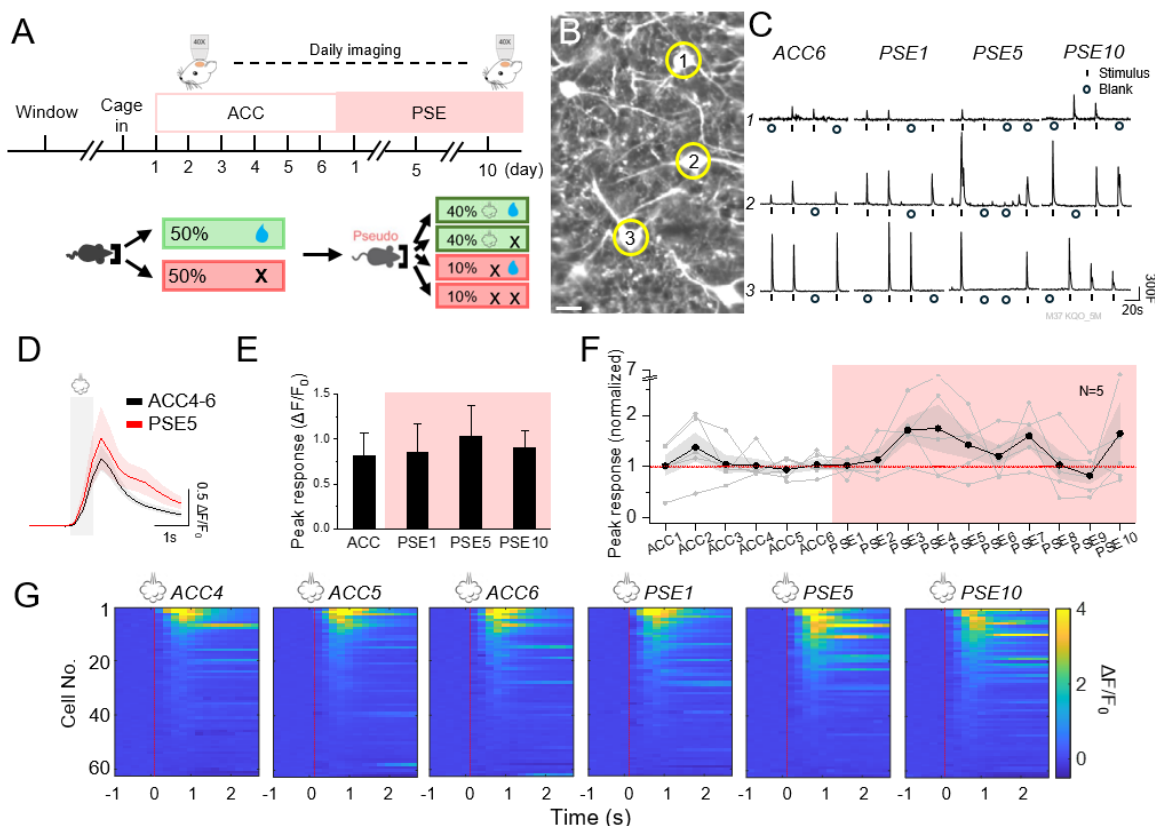 A
40X
Daily imaging
40X
Window
Cage
in
ACC
PSE
1 2 3 4 5 6 1 5 10 (day)
50%
50% X
Pseudo
40%
40% X
10% X
10% X X
B
1
2
3
C
ACC6 PSE1 PSE5 PSE10
Stimulus
Blank
1
2
3
20s
M37 KQO_5M
D
ACC4-6
PSE5
0.5 ΔF/F0
1s
E
Peak response (ΔF/F0)
1.5
1.0
0.5
0.0
ACC PSE1 PSE5 PSE10
F
Peak response (normalized)
7
2
1
0
N=5
ACC1 ACC2 ACC3 ACC4 ACC5 ACC6 PSE1 PSE2 PSE3 PSE4 PSE5 PSE6 PSE7 PSE8 PSE9 PSE10
G
ACC4 ACC5 ACC6 PSE1 PSE5 PSE10
Cell No.
1
20
40
60
-1 0 1 2 -1 0 1 2 -1 0 1 2 -1 0 1 2 -1 0 1 2 -1 0 1 2
Time (s)
4
2
0
ΔF/F0